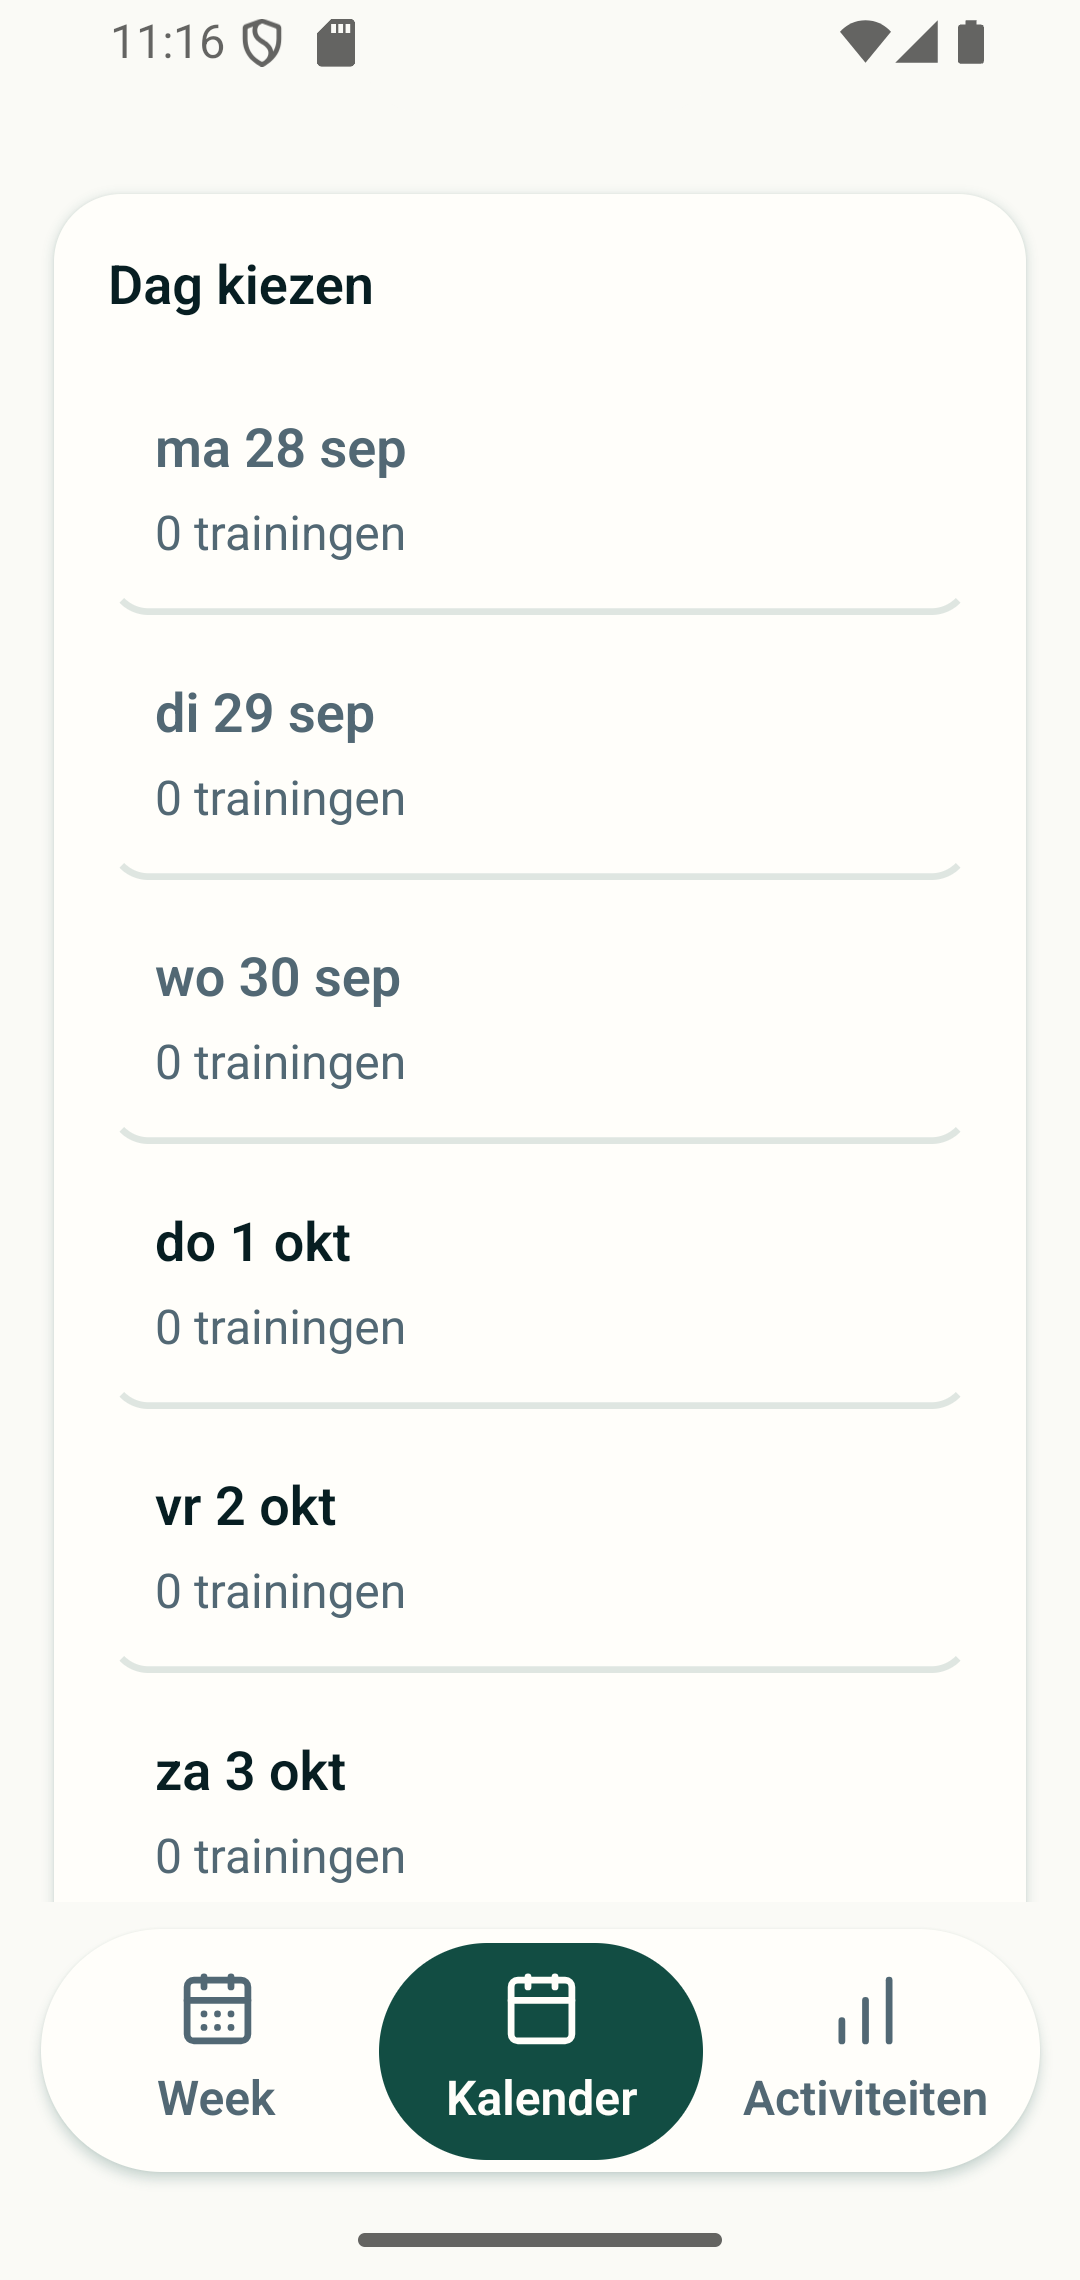 11:16
Dag kiezen
ma 28 sep
0 trainingen
di 29 sep
0 trainingen
wo 30 sep
0 trainingen
do 1 okt
0 trainingen
vr 2 okt
0 trainingen
za 3 okt
0 trainingen
Week
Kalender
Activiteiten